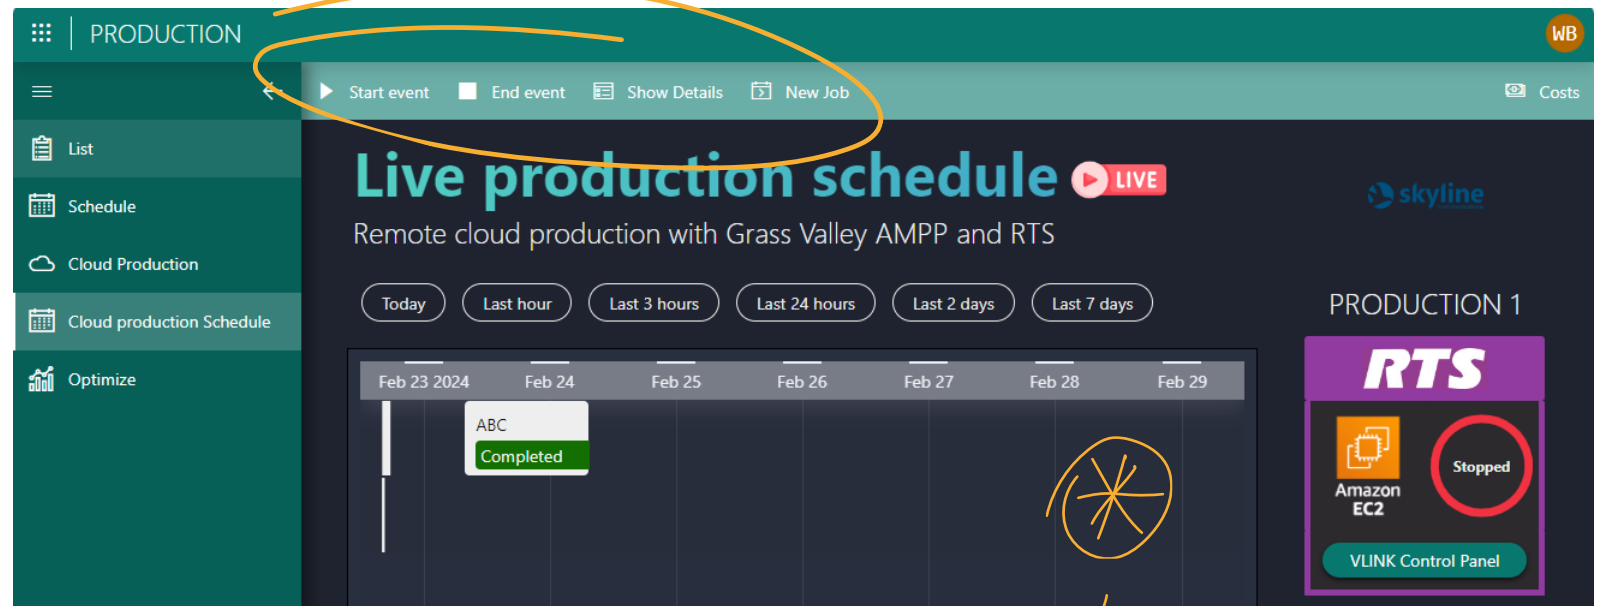 PRODUCTION
WB
Start event End event Show Details New Job Costs
List
Schedule
Cloud Production
Cloud production Schedule
Optimize
Live production schedule LIVE
Remote cloud production with Grass Valley AMPP and RTS
skyline
Today Last hour Last 3 hours Last 24 hours Last 2 days Last 7 days
Feb 23 2024 Feb 24 Feb 25 Feb 26 Feb 27 Feb 28 Feb 29
ABC
Completed
PRODUCTION 1
RTS
Amazon
EC2
Stopped
VLINK Control Panel